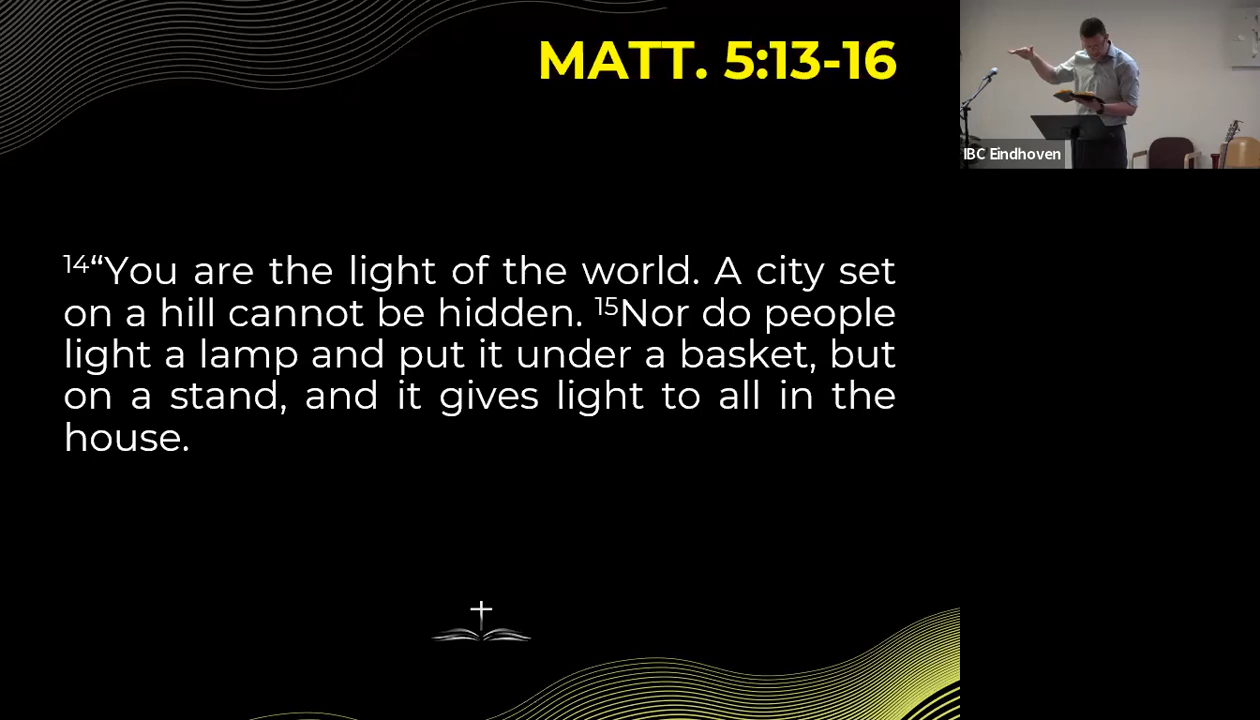 MATT. 5:13-16
IBC Eindhoven
¹⁴“You are the light of the world. A city set
on a hill cannot be hidden. ¹⁵Nor do people
light a lamp and put it under a basket, but
on a stand, and it gives light to all in the
house.